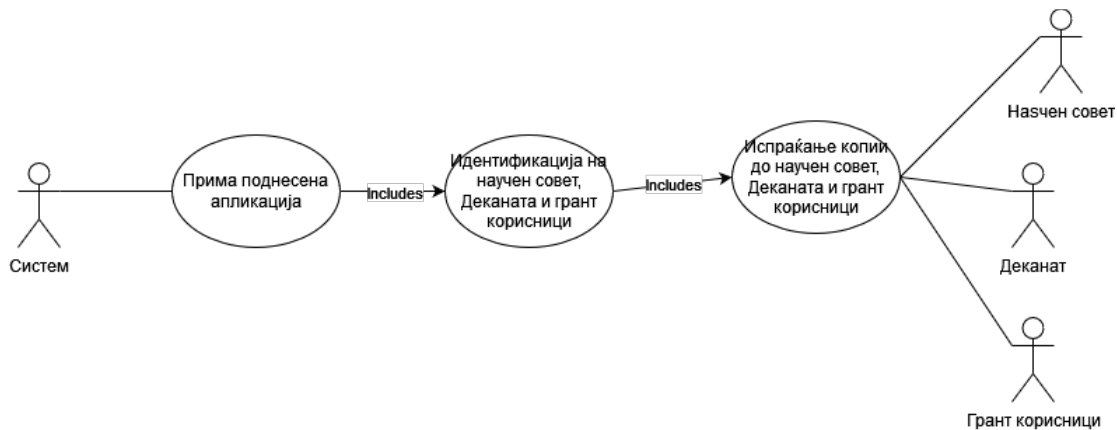 Систем
Прима поднесена
апликација
Includes
Идентификација на
научен совет,
Деканата и грант
корисници
Includes
Испраќање копии
до научен совет,
Деканата и грант
корисници
Наѕчен совет
Деканат
Грант корисници